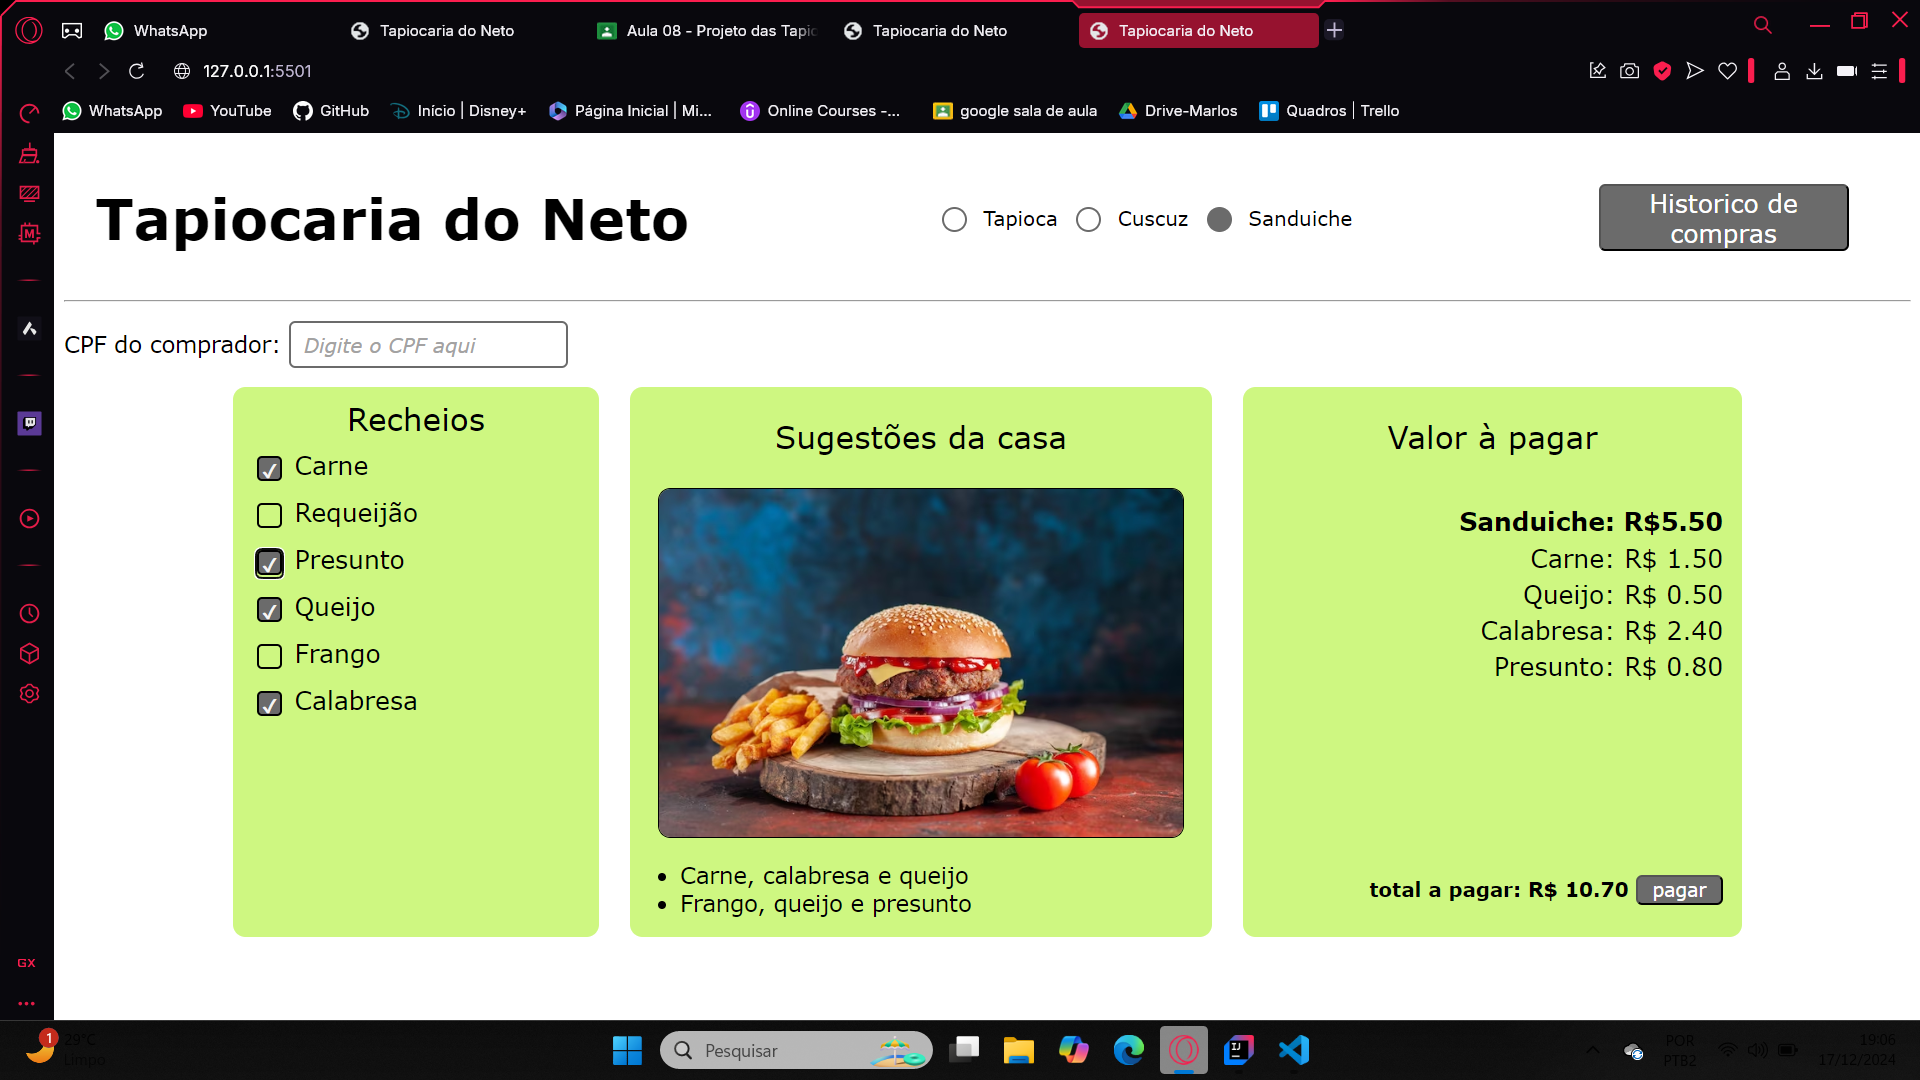 WhatsApp
Tapiocaria do Neto
Aula 08 - Projeto das Tapic
Tapiocaria do Neto
Tapiocaria do Neto
127.0.0.1:5501
WhatsApp
YouTube
GitHub
Início | Disney+
Página Inicial | Mi...
Online Courses -...
google sala de aula
Drive-Marlos
Quadros | Trello
Tapiocaria do Neto
Tapioca
Cuscuz
Sanduiche
Historico de
compras
CPF do comprador:
Digite o CPF aqui
Recheios
Carne
Requeijão
Presunto
Queijo
Frango
Calabresa
Sugestões da casa
Carne, calabresa e queijo
Frango, queijo e presunto
Valor à pagar
Sanduiche: R$5.50
Carne: R$ 1.50
Queijo: R$ 0.50
Calabresa: R$ 2.40
Presunto: R$ 0.80
total a pagar: R$ 10.70
pagar
GX
1
29°C
Limpo
Pesquisar
POR
PTB2
19:06
17/12/2024